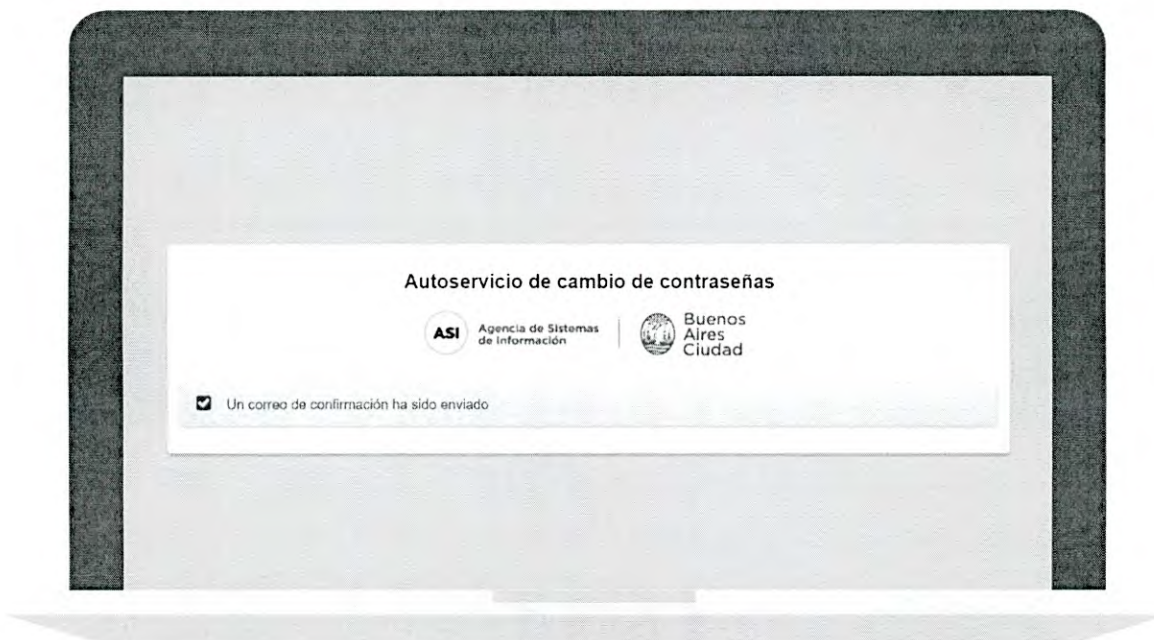 Autoservicio de cambio de contraseñas
ASI
Agencia de Sistemas
de Información
Buenos
Aires
Ciudad
Un correo de confirmación ha sido enviado